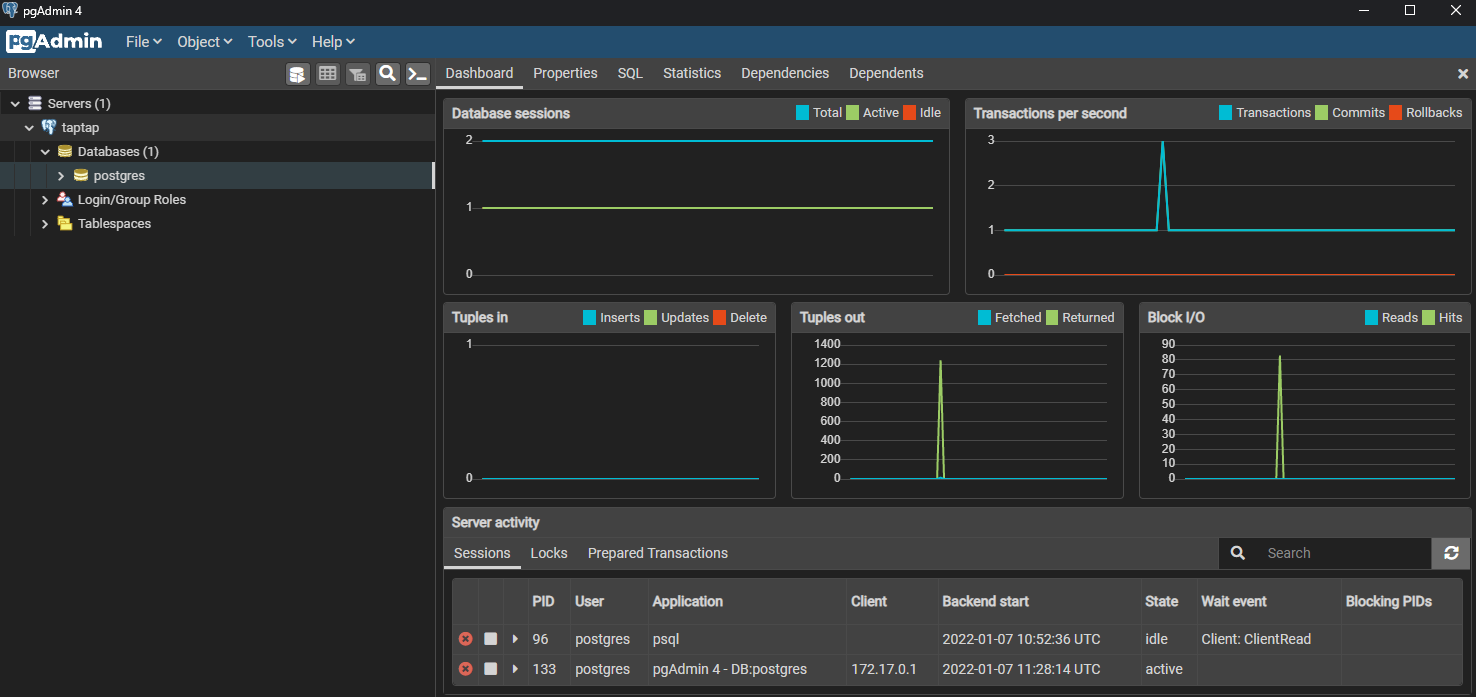 pgAdmin 4
pgAdmin File Object Tools Help
Browser
Dashboard Properties SQL Statistics Dependencies Dependents
Servers (1)
taptap
Databases (1)
postgres
Login/Group Roles
Tablespaces
Database sessions Total Active Idle
2
1
0
Transactions per second Transactions Commits Rollbacks
3
2
1
0
Tuples in Inserts Updates Delete
1
0
Tuples out Fetched Returned
1400
1200
1000
800
600
400
200
0
Block I/O Reads Hits
90
80
70
60
50
40
30
20
10
0
Server activity
Sessions Locks Prepared Transactions Search
PID User Application Client Backend start State Wait event Blocking PIDs
96 postgres psql 2022-01-07 10:52:36 UTC idle Client: ClientRead
133 postgres pgAdmin 4 - DB:postgres 172.17.0.1 2022-01-07 11:28:14 UTC active